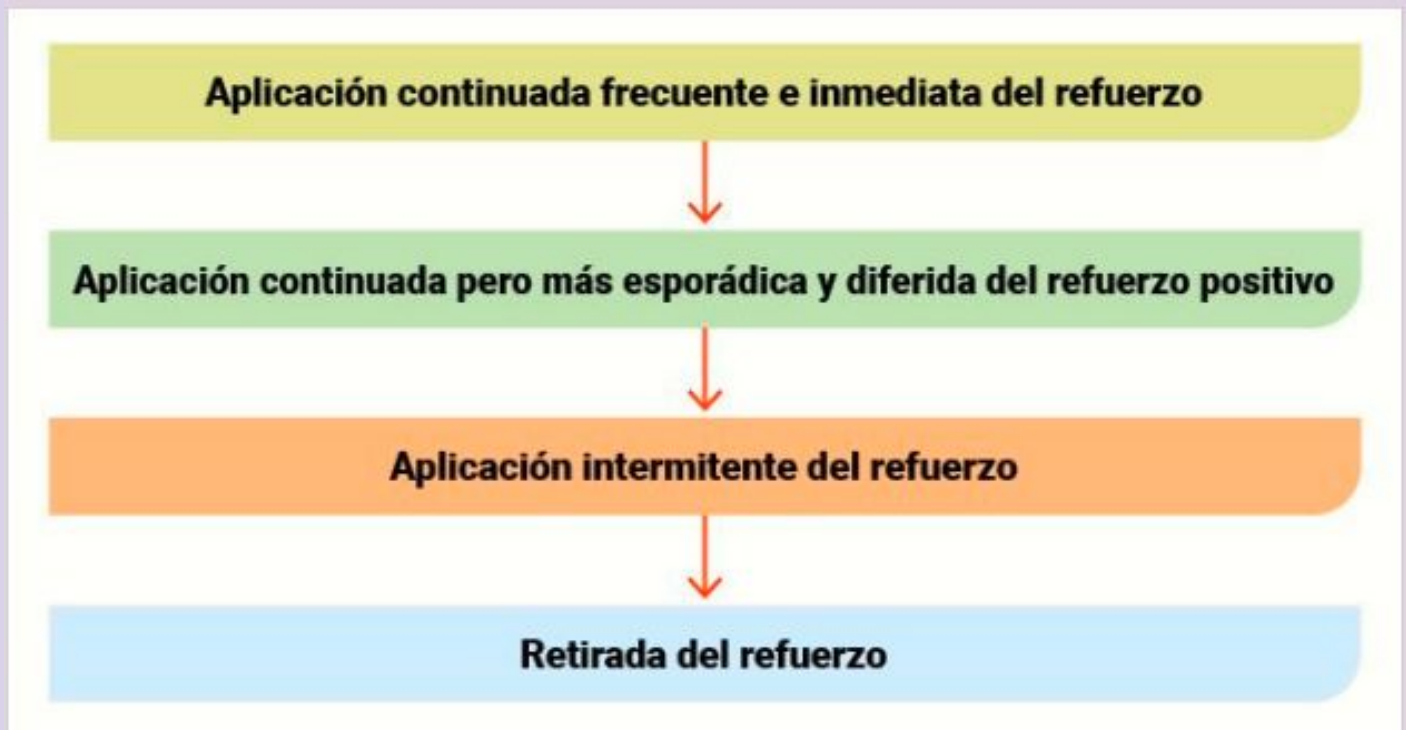 Aplicación continuada frecuente e inmediata del refuerzo
Aplicación continuada pero más esporádica y diferida del refuerzo positivo
Aplicación intermitente del refuerzo
Retirada del refuerzo